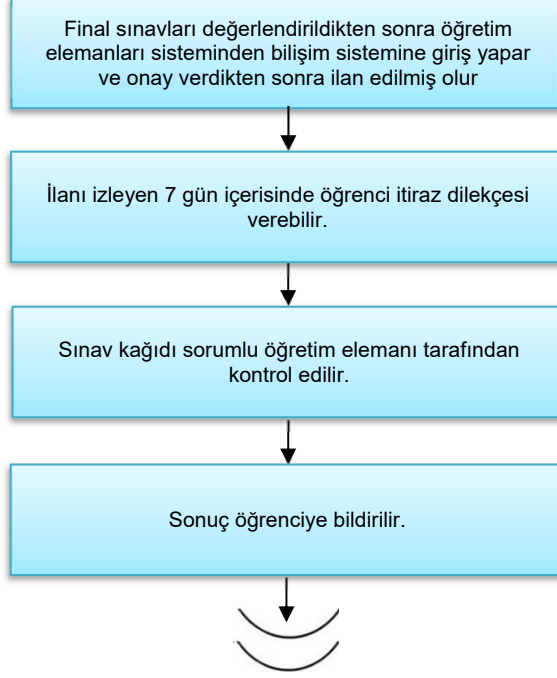 Final sınavları değerlendirildikten sonra öğretim
elemanları sisteminden bilişim sistemine giriş yapar
ve onay verdikten sonra ilan edilmiş olur
İlanı izleyen 7 gün içerisinde öğrenci itiraz dilekçesi
verebilir.
Sınav kağıdı sorumlu öğretim elemanı tarafından
kontrol edilir.
Sonuç öğrenciye bildirilir.